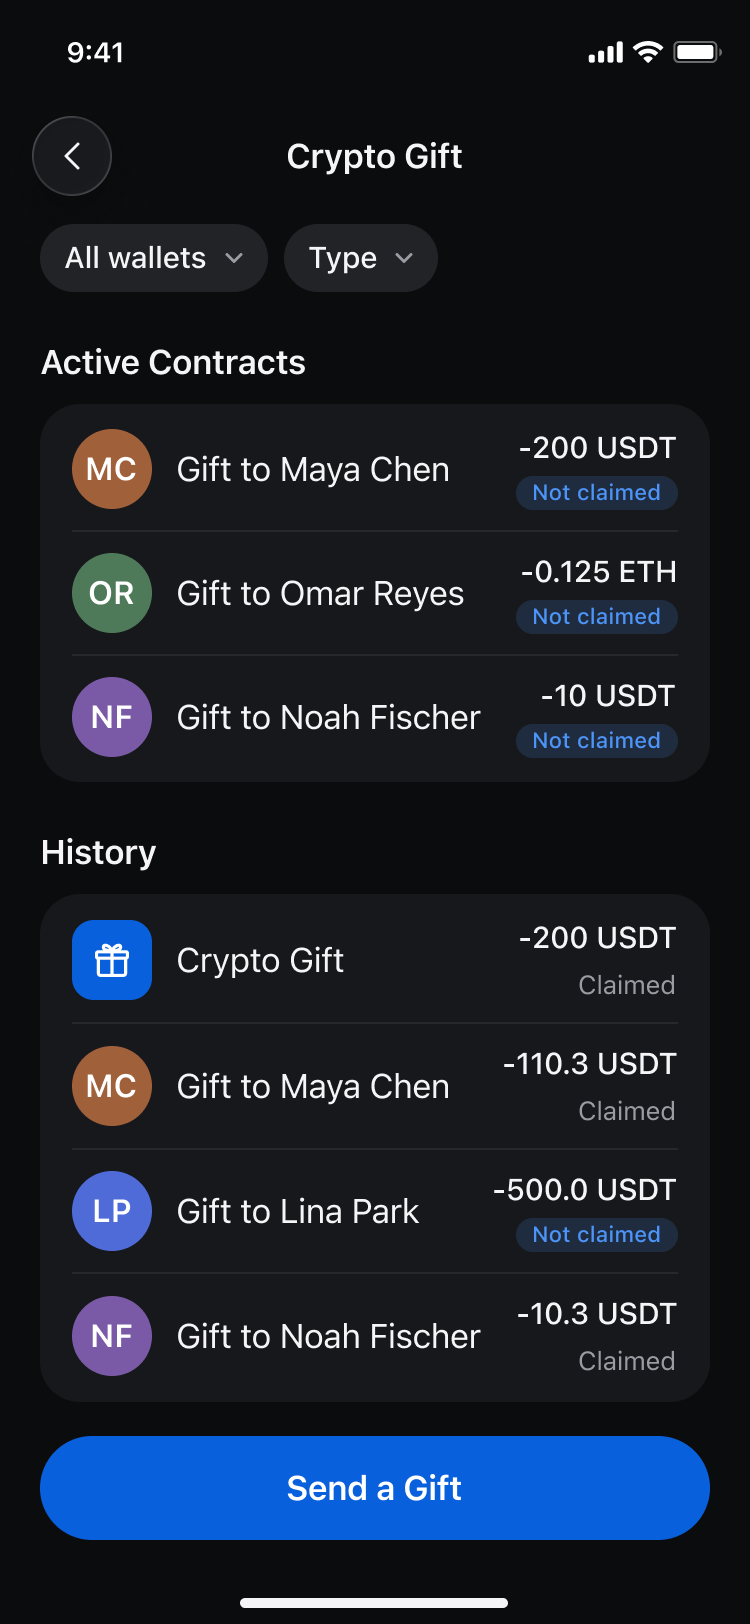 9:41
Crypto Gift
All wallets
Type
Active Contracts
MC
Gift to Maya Chen
-200 USDT
Not claimed
OR
Gift to Omar Reyes
-0.125 ETH
Not claimed
NF
Gift to Noah Fischer
-10 USDT
Not claimed
History
Crypto Gift
-200 USDT
Claimed
MC
Gift to Maya Chen
-110.3 USDT
Claimed
LP
Gift to Lina Park
-500.0 USDT
Not claimed
NF
Gift to Noah Fischer
-10.3 USDT
Claimed
Send a Gift